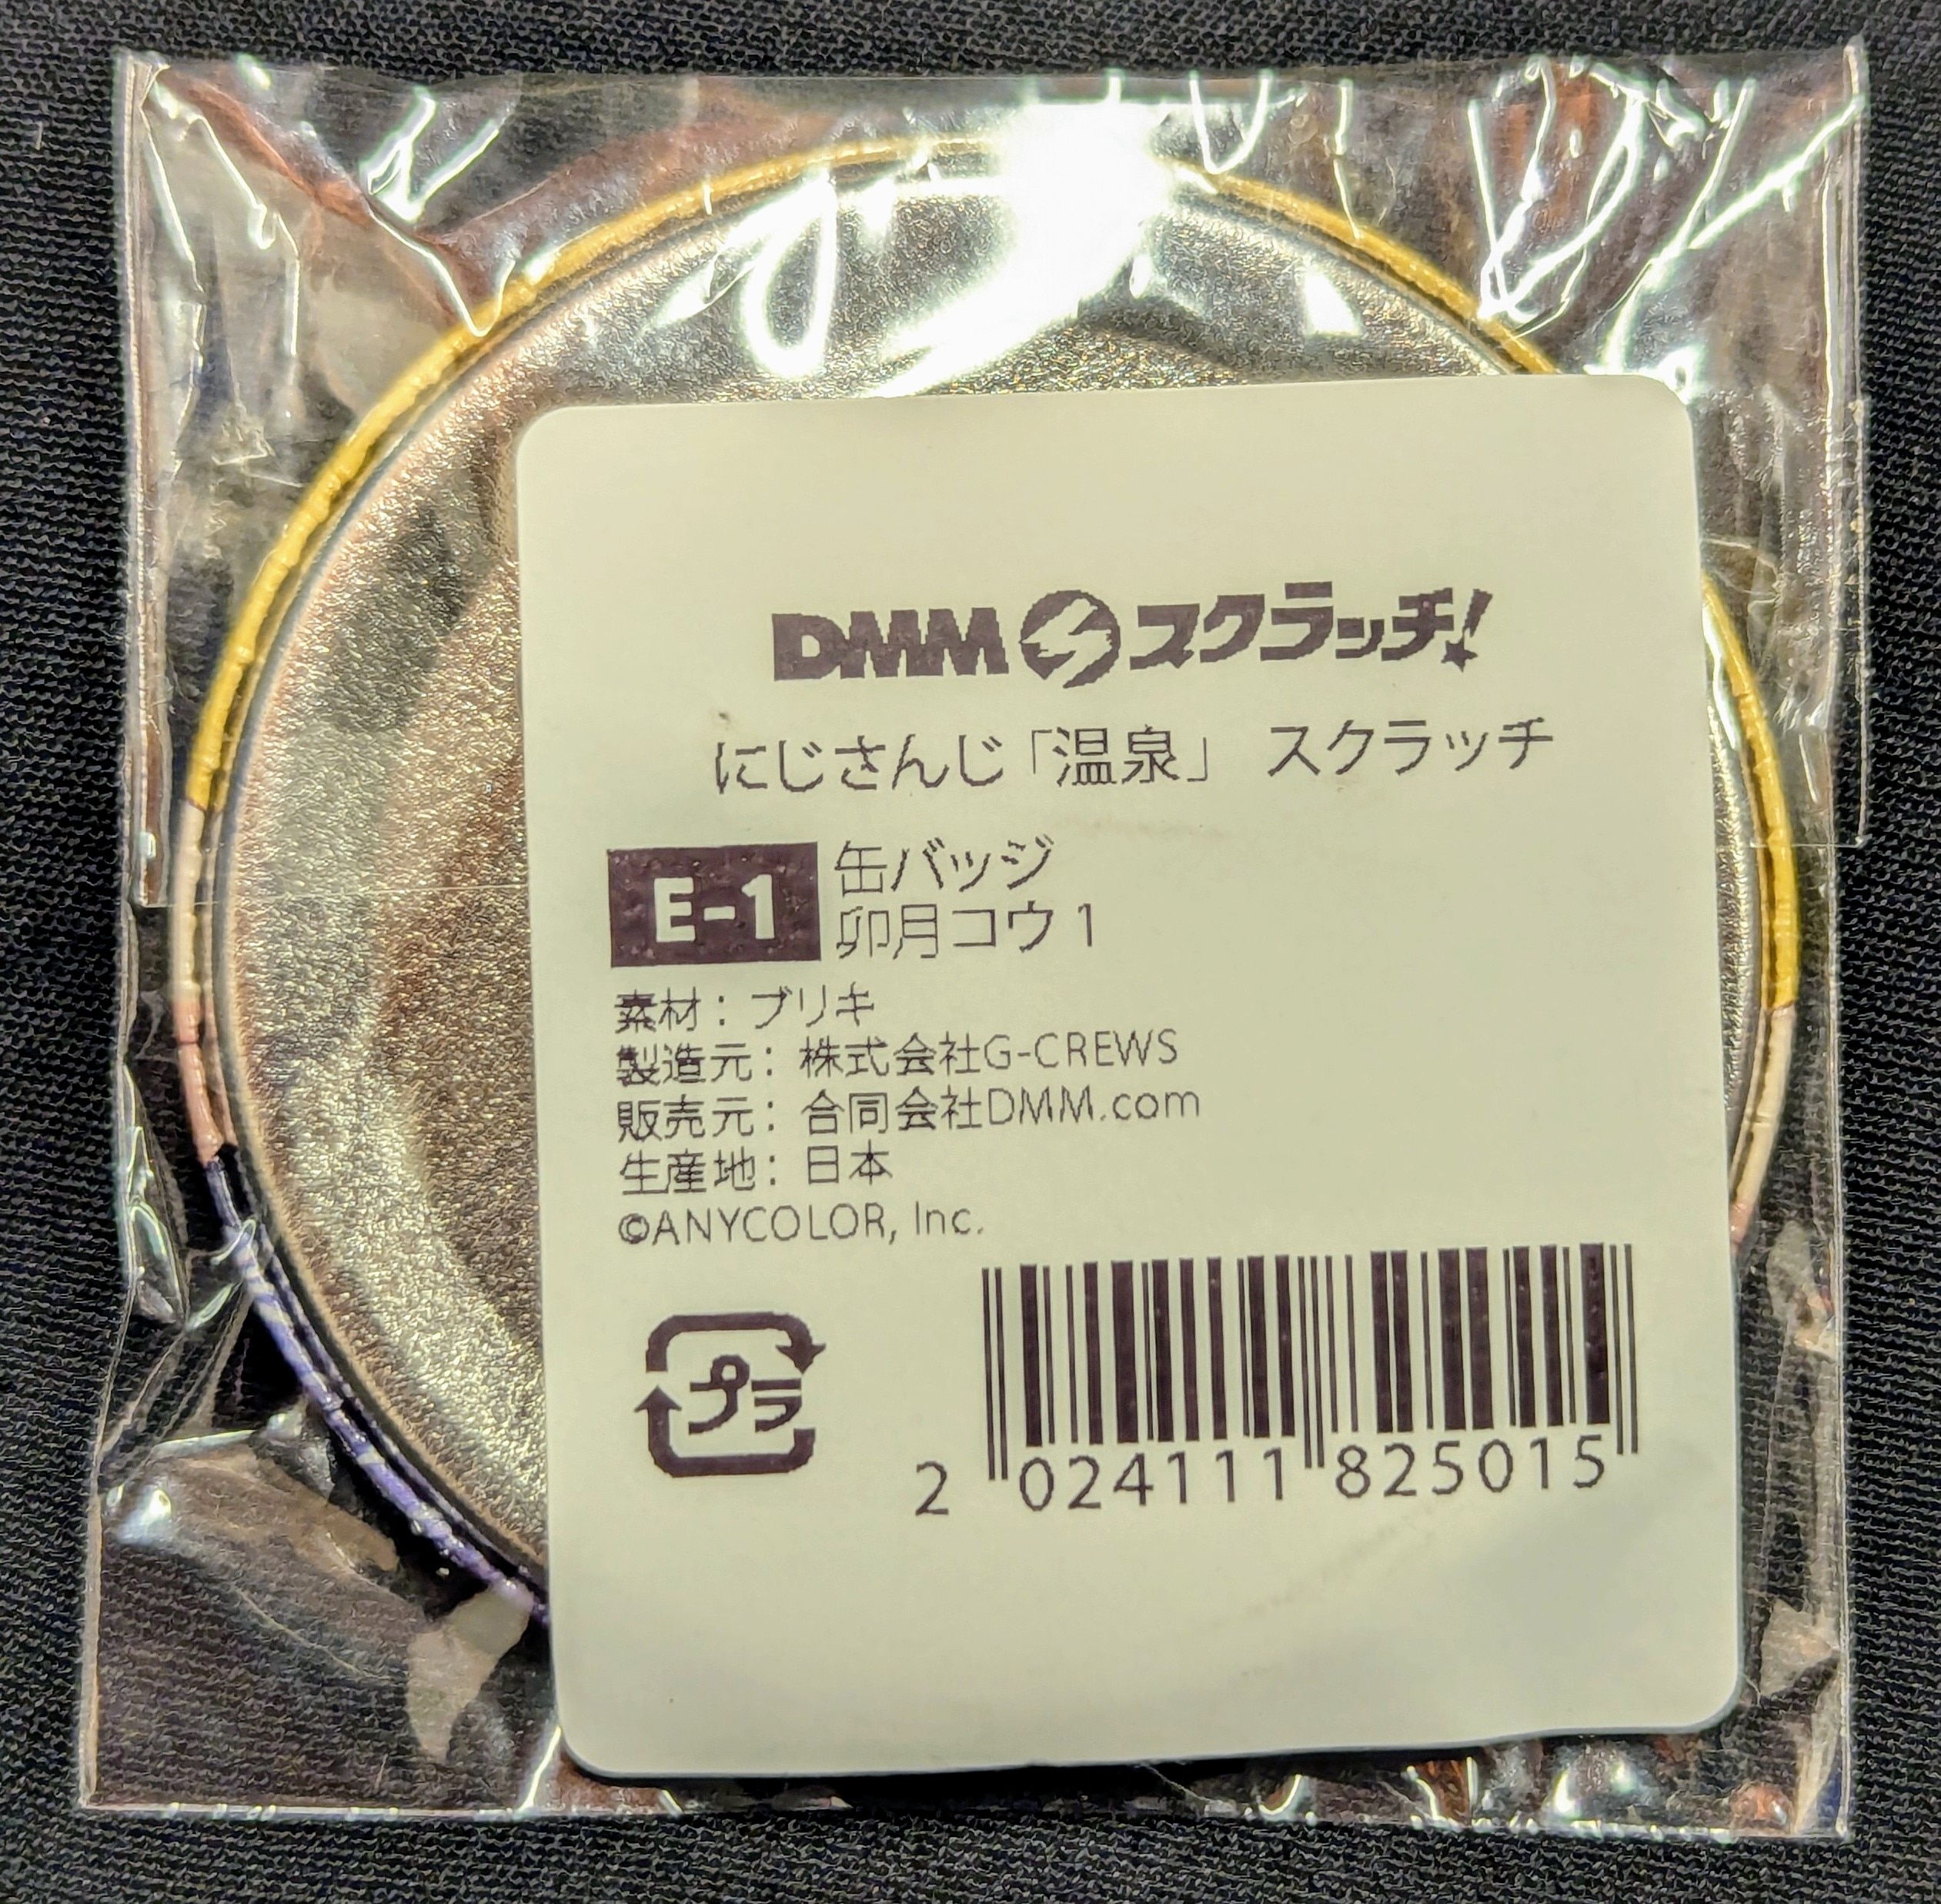 DMMスクラッチ!
にじさんじ「温泉」 スクラッチ
E-1
缶バッジ
卯月コウ 1
素材：ブリキ
製造元：株式会社G-CREWS
販売元：合同会社DMM.com
生産地：日本
©ANYCOLOR, Inc.
プラ
2 024111 825015